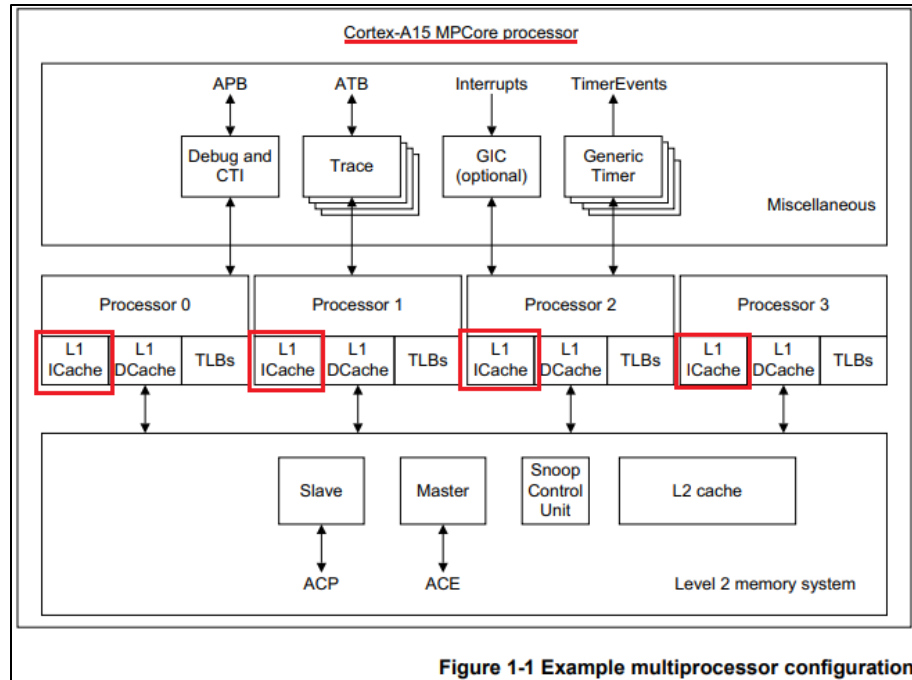 Cortex-A15 MPCore processor
APB
ATB
Interrupts
TimerEvents
Debug and
CTI
Trace
GIC
(optional)
Generic
Timer
Miscellaneous
Processor 0
Processor 1
Processor 2
Processor 3
L1
ICache
L1
DCache
TLBs
L1
ICache
L1
DCache
TLBs
L1
ICache
L1
DCache
TLBs
L1
ICache
L1
DCache
TLBs
Slave
Master
Snoop
Control
Unit
L2 cache
ACP
ACE
Level 2 memory system
Figure 1-1 Example multiprocessor configuration